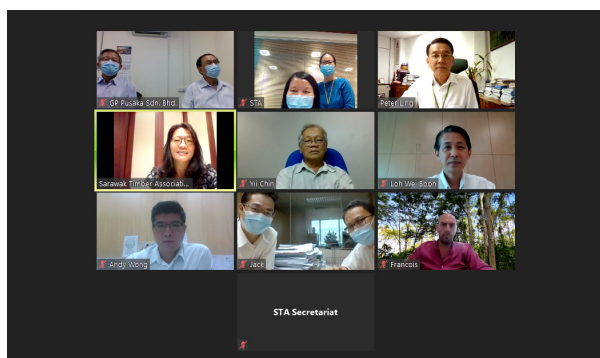 GP Pusaka Sdn. Bhd.
STA
Peter Ling
Sarawak Timber Associati...
Yii Chin
Loh Wei Boon
Andy Wong
Jack
Francois
STA Secretariat